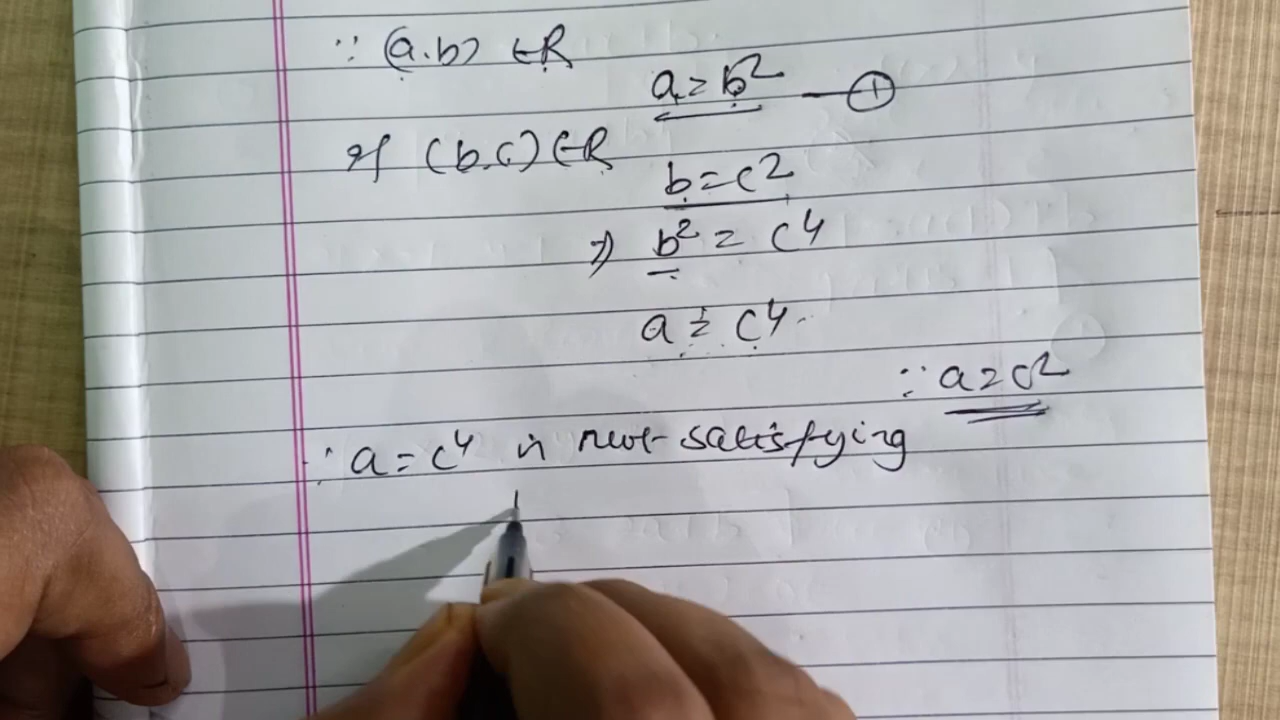 ∵ (a.b) ∈R
a = b² — ①
If (b,c) ∈R
b = c²
⇒ b² = c⁴
a = c⁴
∵ a = c²
∴ a = c⁴ is not satisfying